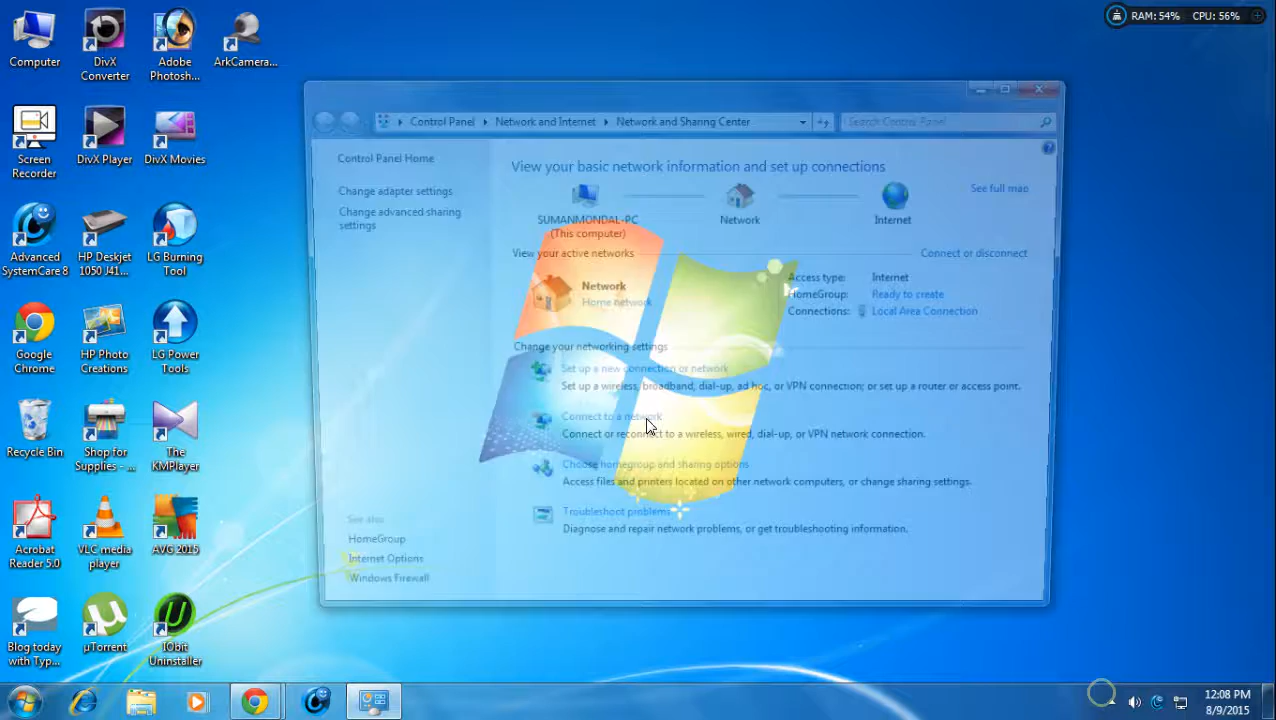 Computer
DivX Converter
Adobe Photosh...
ArkCamera...
RAM: 54% CPU: 56%
Screen Recorder
DivX Player
DivX Movies
Advanced SystemCare 8
HP Deskjet 1050 J41...
LG Burning Tool
Google Chrome
HP Photo Creations
LG Power Tools
Recycle Bin
Shop for Supplies - ...
The KMPlayer
Acrobat Reader 5.0
VLC media player
AVG 2015
Blog today with Typ...
µTorrent
IObit Uninstaller
Control Panel Network and Internet Network and Sharing Center
Search Control Panel
Control Panel Home
Change adapter settings
Change advanced sharing
settings
View your basic network information and set up connections
See full map
SUMANMONDAL-PC
(This computer)
Network
Internet
View your active networks
Connect or disconnect
Network
Home network
Access type: Internet
HomeGroup: Ready to create
Connections: Local Area Connection
Change your networking settings
Set up a new connection or network
Set up a wireless, broadband, dial-up, ad hoc, or VPN connection; or set up a router or access point.
Connect to a network
Connect or reconnect to a wireless, wired, dial-up, or VPN network connection.
Choose homegroup and sharing options
Access files and printers located on other network computers, or change sharing settings.
Troubleshoot problems
Diagnose and repair network problems, or get troubleshooting information.
See also
HomeGroup
Internet Options
Windows Firewall
12:08 PM
8/9/2015